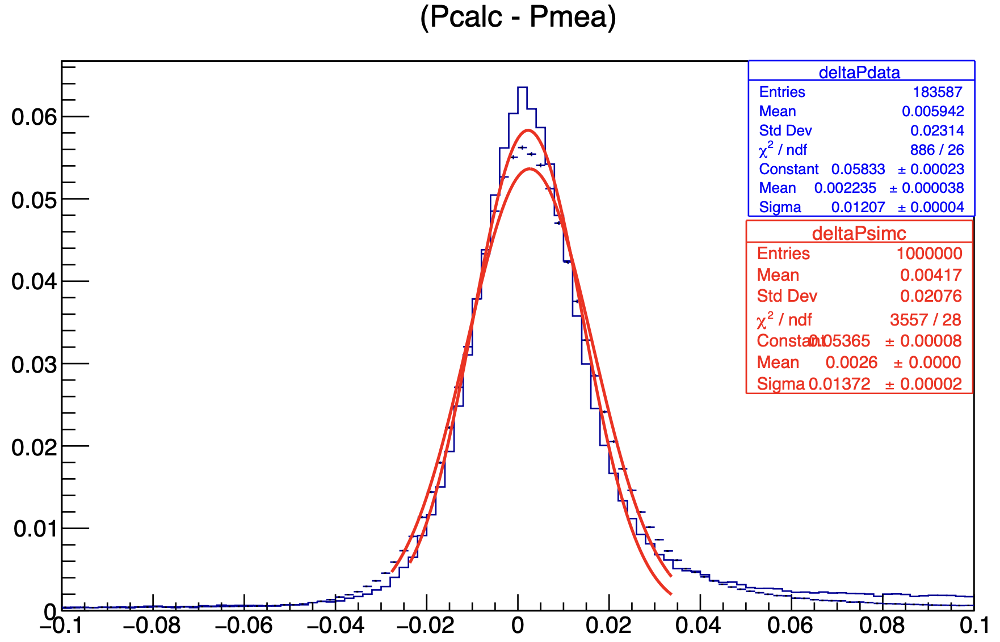 (Pcalc - Pmea)
deltaPdata
Entries 183587
Mean 0.005942
Std Dev 0.02314
χ² / ndf 886 / 26
Constant 0.05833 ± 0.00023
Mean 0.002235 ± 0.000038
Sigma 0.01207 ± 0.00004
deltaPsimc
Entries 1000000
Mean 0.00417
Std Dev 0.02076
χ² / ndf 3557 / 28
Constant 0.05365 ± 0.00008
Mean 0.0026 ± 0.0000
Sigma 0.01372 ± 0.00002
0.06
0.05
0.04
0.03
0.02
0.01
0
−0.1 −0.08 −0.06 −0.04 −0.02 0 0.02 0.04 0.06 0.08 0.1